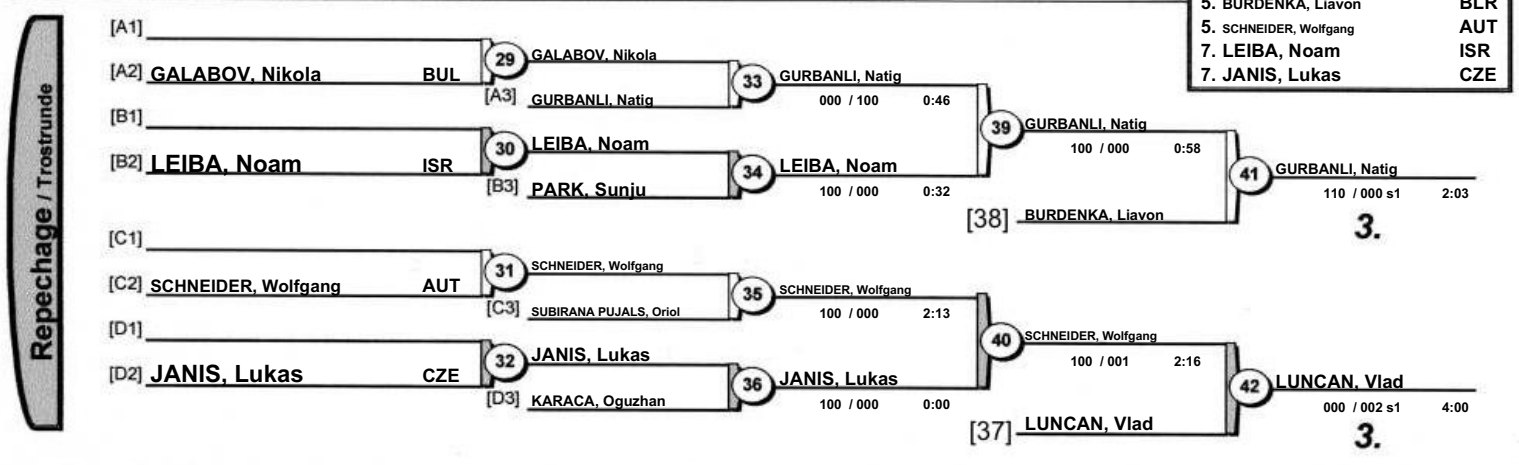 5. BURDENKA, Liavon BLR
5. SCHNEIDER, Wolfgang AUT
7. LEIBA, Noam ISR
7. JANIS, Lukas CZE
Repechage / Trostrunde
[A1]
[A2] GALABOV, Nikola BUL
29
GALABOV, Nikola
[A3] GURBANLI, Natig
33
GURBANLI, Natig
000 / 100 0:46
[B1]
[B2] LEIBA, Noam ISR
30
LEIBA, Noam
[B3] PARK, Sunju
34
LEIBA, Noam
100 / 000 0:32
39
GURBANLI, Natig
100 / 000 0:58
[38] BURDENKA, Liavon
41
GURBANLI, Natig
110 / 000 s1 2:03
3.
[C1]
[C2] SCHNEIDER, Wolfgang AUT
31
SCHNEIDER, Wolfgang
[C3] SUBIRANA PUJALS, Oriol
35
SCHNEIDER, Wolfgang
100 / 000 2:13
[D1]
[D2] JANIS, Lukas CZE
32
JANIS, Lukas
[D3] KARACA, Oguzhan
36
JANIS, Lukas
100 / 000 0:00
40
SCHNEIDER, Wolfgang
100 / 001 2:16
[37] LUNCAN, Vlad
42
LUNCAN, Vlad
000 / 002 s1 4:00
3.